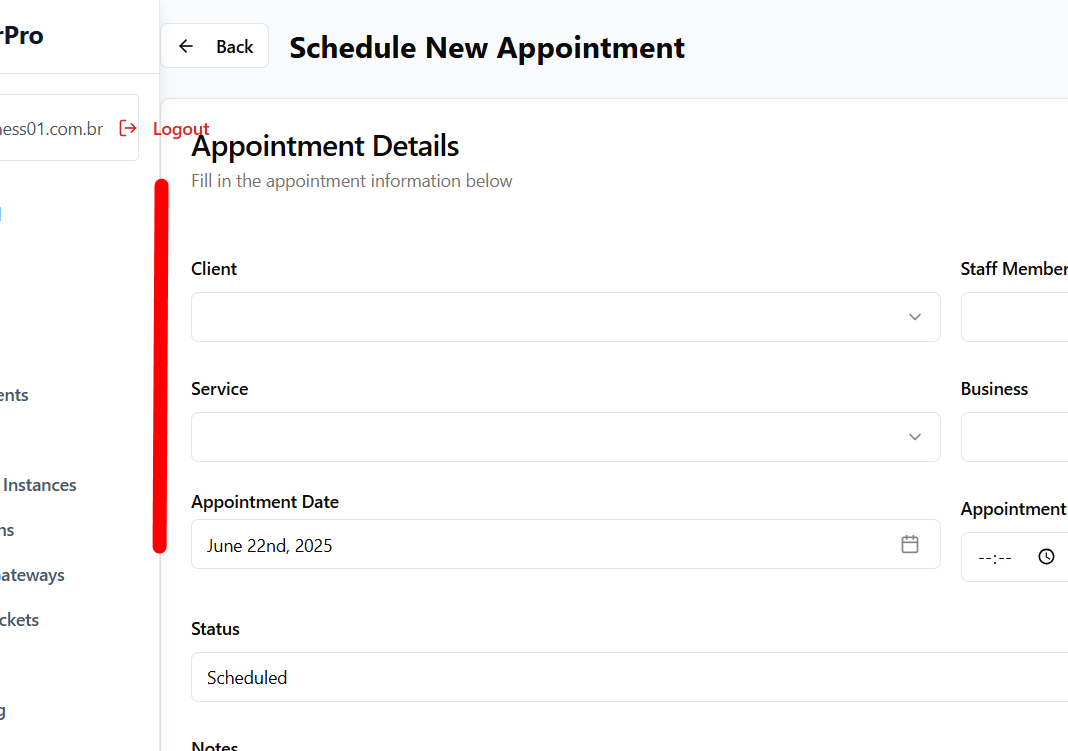 rPro
Back
Schedule New Appointment
ness01.com.br
Logout
Appointment Details
Fill in the appointment information below
Client
Staff Member
Service
Business
ents
Instances
ns
Gateways
ckets
g
Appointment Date
Appointment
June 22nd, 2025
--:--
Status
Scheduled
Notes